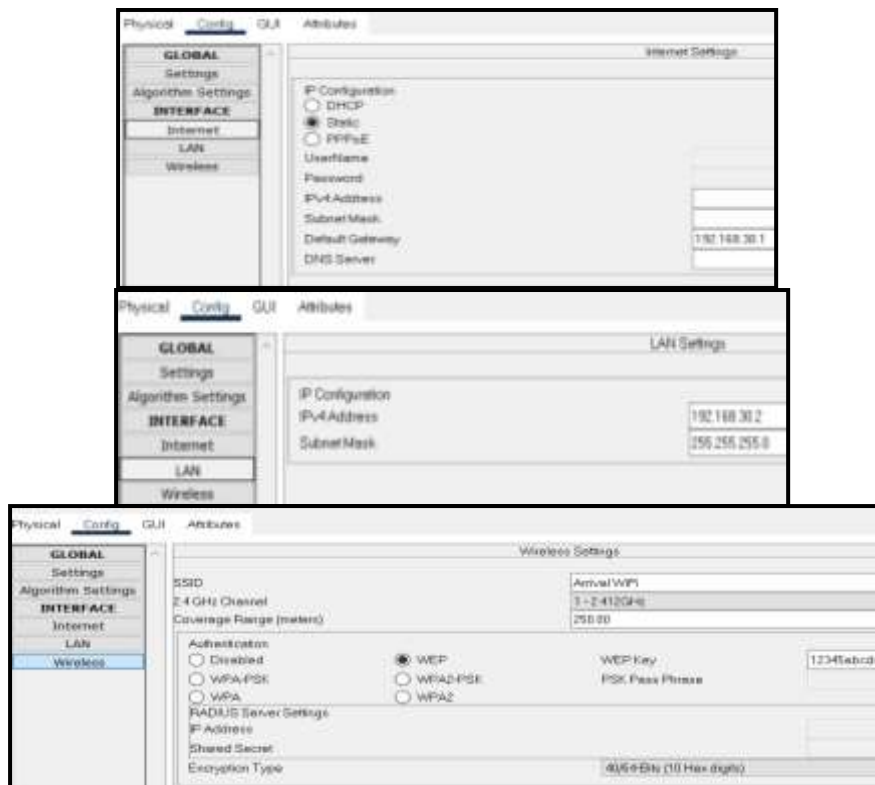 Physical Config GUI Attributes
GLOBAL
Settings
Algorithm Settings
INTERFACE
Internet
LAN
Wireless
Internet Settings
IP Configuration
DHCP
Static
PPPoE
UserName
Password
IPv4 Address
Subnet Mask
Default Gateway 192.168.30.1
DNS Server
Physical Config GUI Attributes
GLOBAL
Settings
Algorithm Settings
INTERFACE
Internet
LAN
Wireless
LAN Settings
IP Configuration
IPv4 Address 192.168.30.2
Subnet Mask 255.255.255.0
Physical Config GUI Attributes
GLOBAL
Settings
Algorithm Settings
INTERFACE
Internet
LAN
Wireless
Wireless Settings
SSID Arrival WIFI
2.4 GHz Channel 1 - 2.412GHz
Coverage Range (meters) 250.00
Authentication
Disabled WEP WEP Key 12345abcd
WPA-PSK WPA2-PSK PSK Pass Phrase
WPA WPA2
RADIUS Server Settings
IP Address
Shared Secret
Encryption Type 40/64-Bits (10 Hex digits)